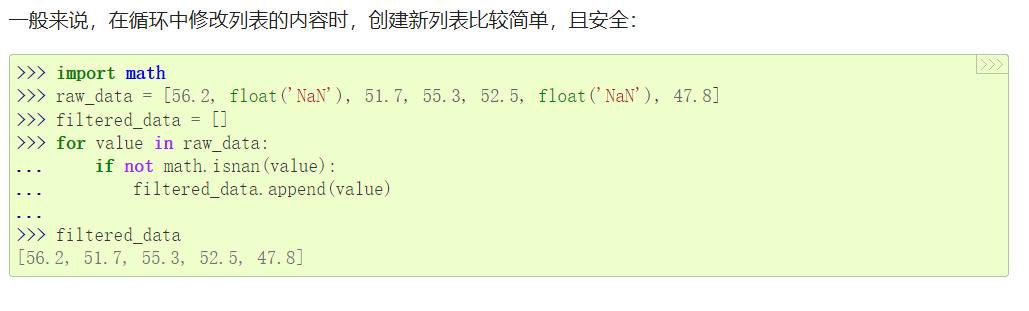 一般来说，在循环中修改列表的内容时，创建新列表比较简单，且安全：
>>>
>>> import math
>>> raw_data = [56.2, float('NaN'), 51.7, 55.3, 52.5, float('NaN'), 47.8]
>>> filtered_data = []
>>> for value in raw_data:
...     if not math.isnan(value):
...         filtered_data.append(value)
...
>>> filtered_data
[56.2, 51.7, 55.3, 52.5, 47.8]